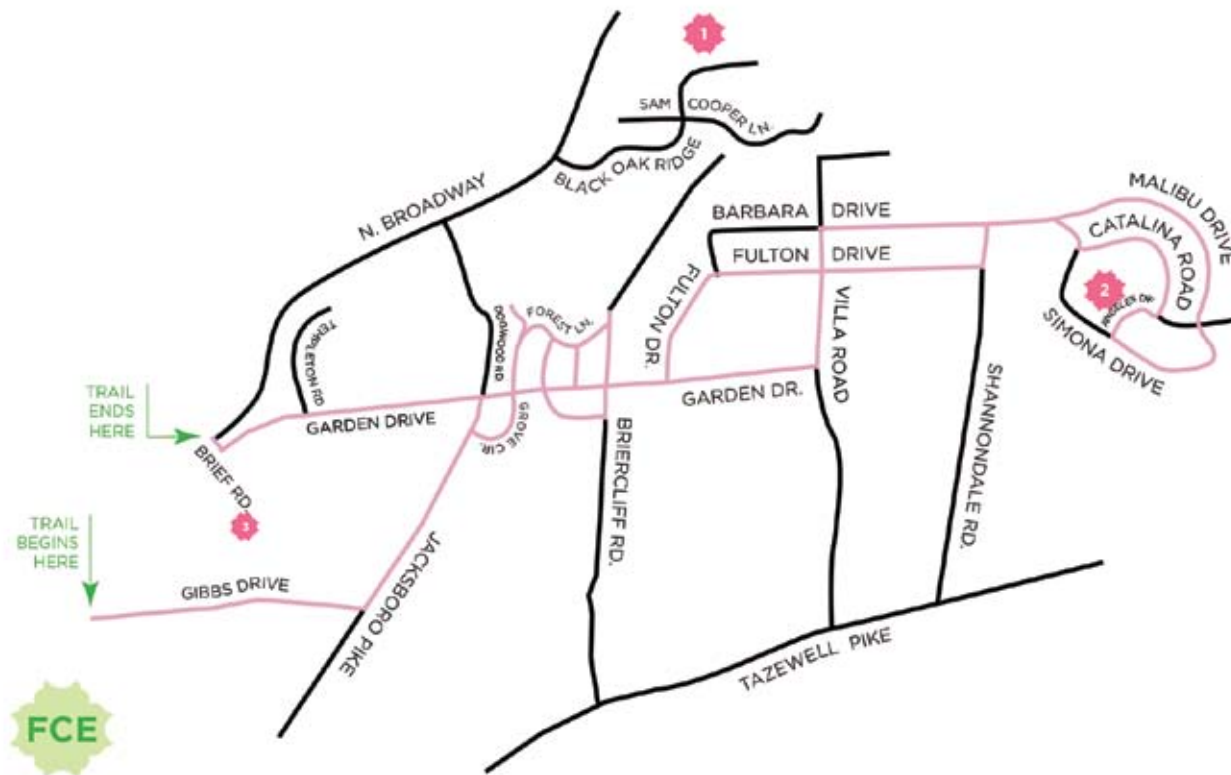 1
SAM COOPER LN.
BLACK OAK RIDGE
N. BROADWAY
MALIBU DRIVE
BARBARA DRIVE
CATALINA ROAD
FULTON DRIVE
FULTON DR.
2
ANGELES DR.
SIMONA DRIVE
VILLA ROAD
FOREST LN.
DOGWOOD RD
TEMPLETON RD
TRAIL
ENDS
HERE
GARDEN DRIVE
GARDEN DR.
GROVE CIR.
SHANNONDALE RD.
BRIERCLIFF RD.
BRIEF RD.
3
TRAIL
BEGINS
HERE
GIBBS DRIVE
JACKSBORO PIKE
TAZEWELL PIKE
FCE